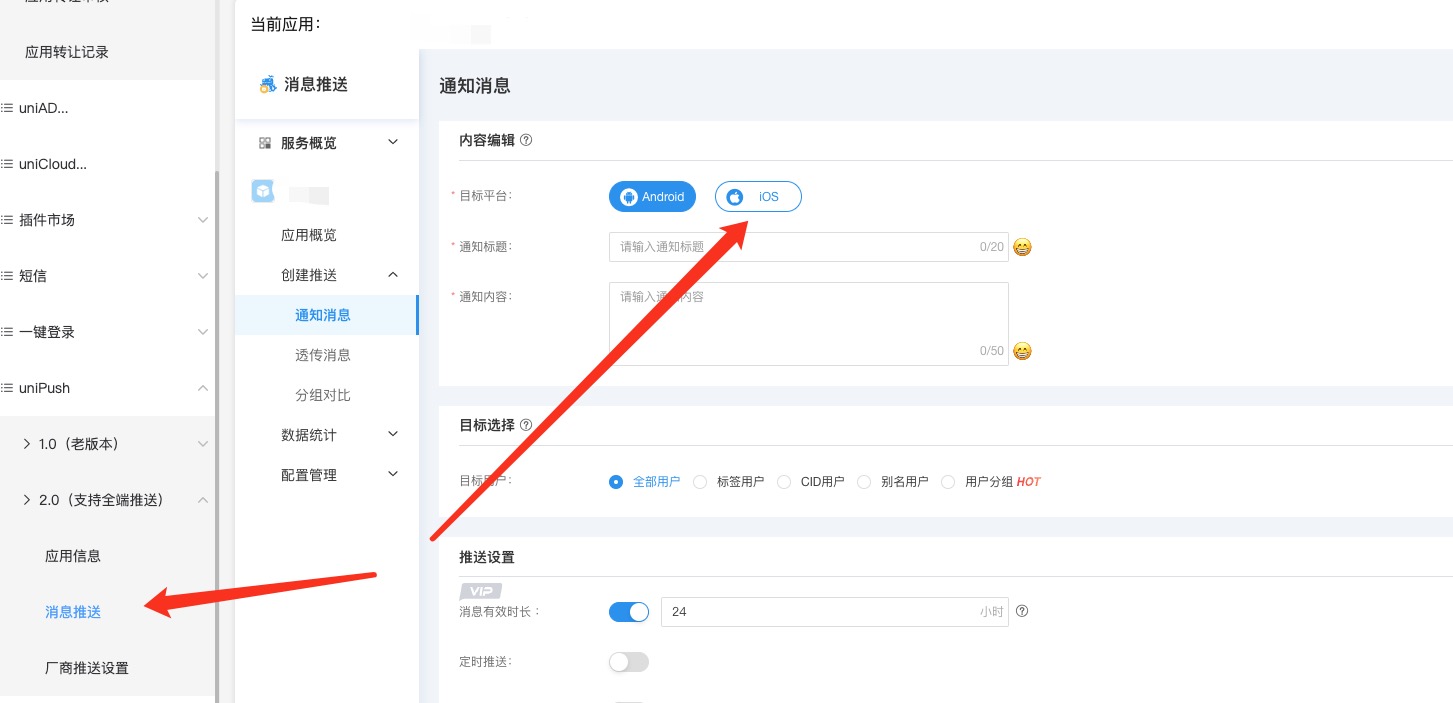 应用转让记录
uniAD...
uniCloud...
插件市场
短信
一键登录
uniPush
1.0（老版本）
2.0（支持全端推送）
应用信息
消息推送
厂商推送设置
当前应用：
消息推送
服务概览
应用概览
创建推送
通知消息
透传消息
分组对比
数据统计
配置管理
通知消息
内容编辑
* 目标平台： Android iOS
* 通知标题： 请输入通知标题 0/20
* 通知内容： 请输入通知内容 0/50
目标选择
目标用户： 全部用户 标签用户 CID用户 别名用户 用户分组 HOT
推送设置
VIP
消息有效时长： 24 小时
定时推送：